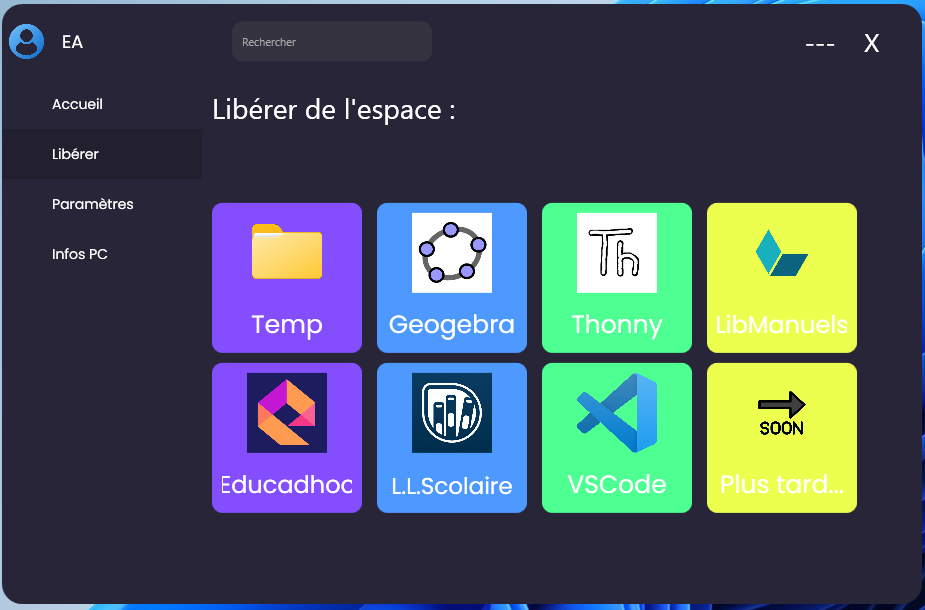 EA
Rechercher
--- X
Accueil
Libérer
Paramètres
Infos PC
Libérer de l'espace :
Temp
Th
Geogebra
Thonny
LibManuels
SOON
Educadhoc
L.L.Scolaire
VSCode
Plus tard...